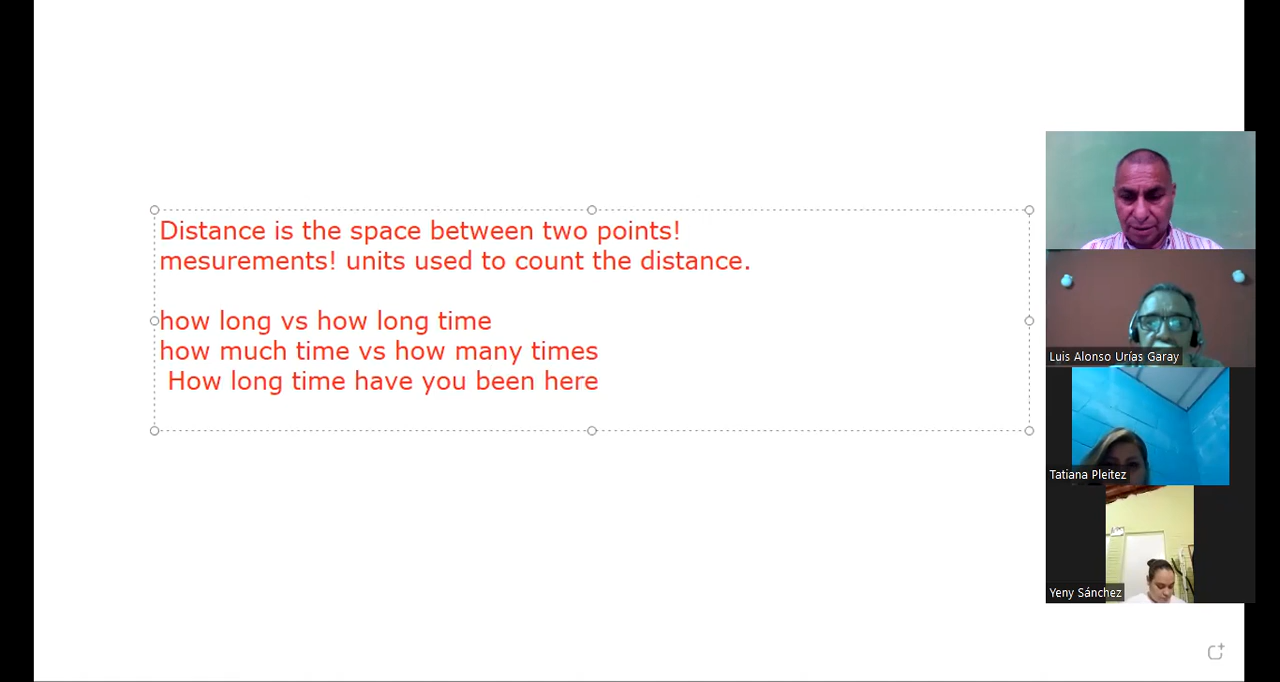 Distance is the space between two points!
mesurements! units used to count the distance.
how long vs how long time
how much time vs how many times
How long time have you been here
Luis Alonso Urías Garay
Tatiana Pleitez
Yeny Sánchez